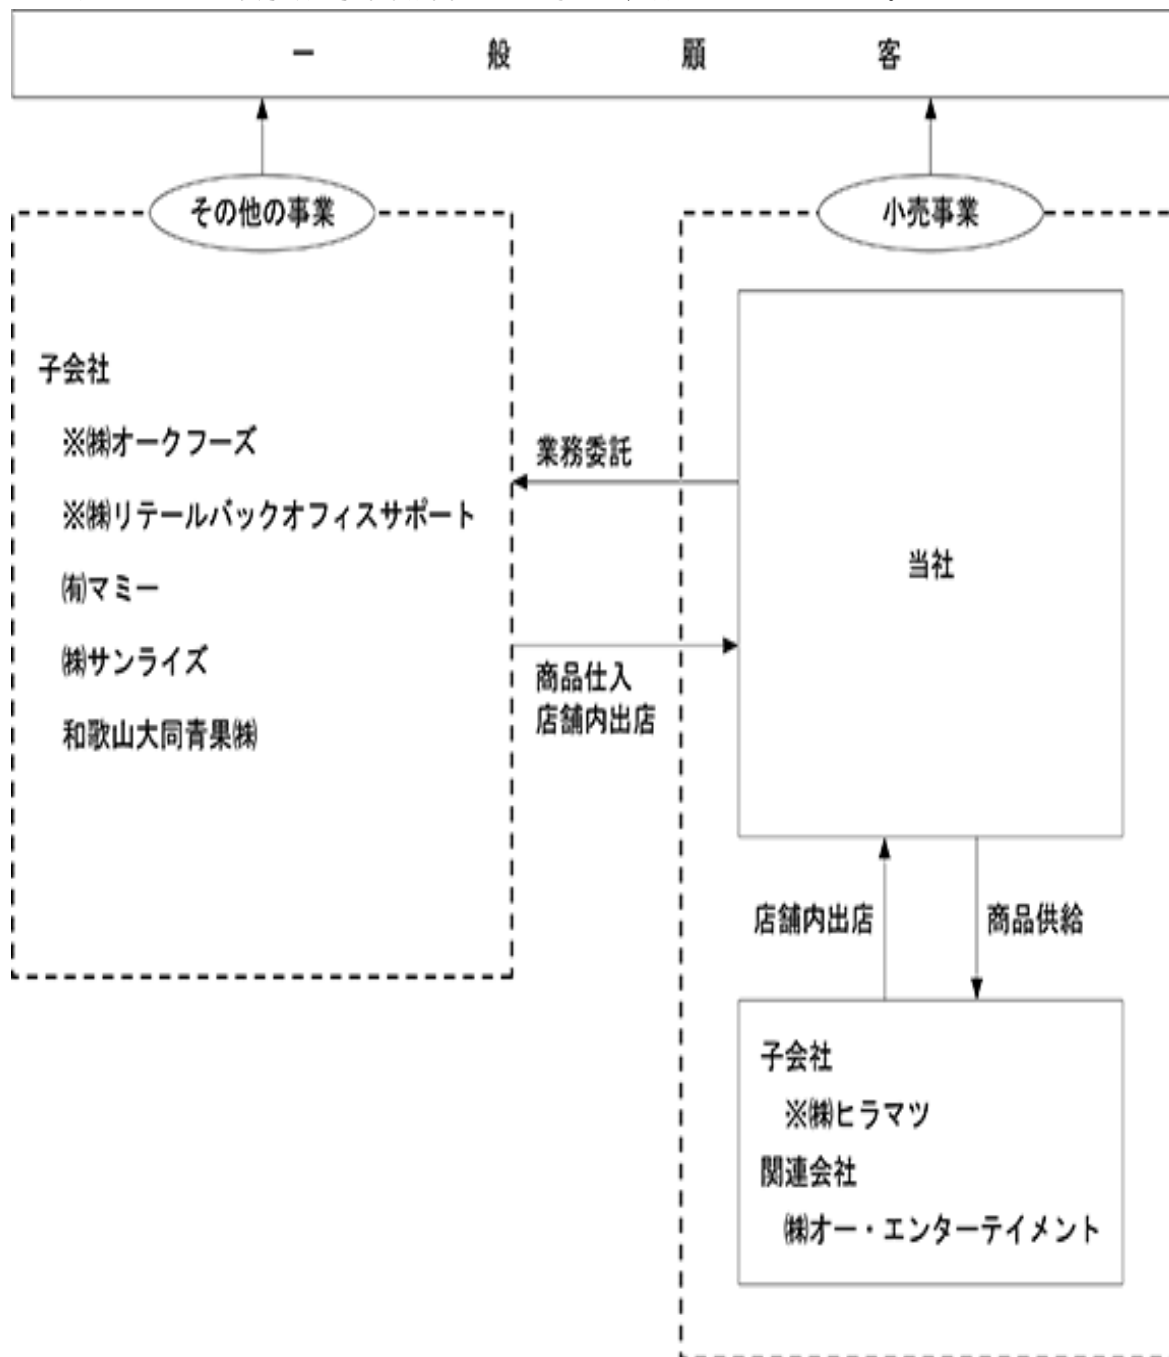 一般顧客
その他の事業
小売事業
子会社
※㈱オークフーズ
※㈱リテールバックオフィスサポート
㈲マミー
㈱サンライズ
和歌山大同青果㈱
業務委託
商品仕入
店舗内出店
当社
店舗内出店
商品供給
子会社
※㈱ヒラマツ
関連会社
㈱オー・エンターテイメント